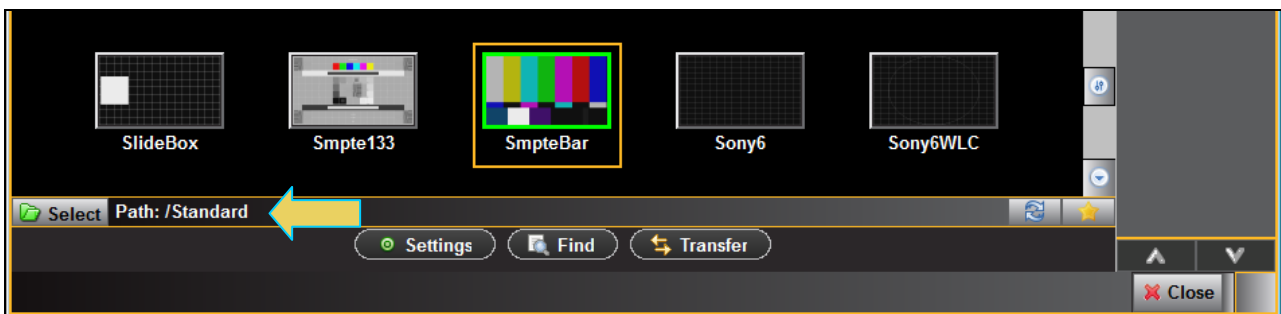 SlideBox Smpte133 SmpteBar Sony6 Sony6WLC
Select Path: /Standard
Settings Find Transfer
Close